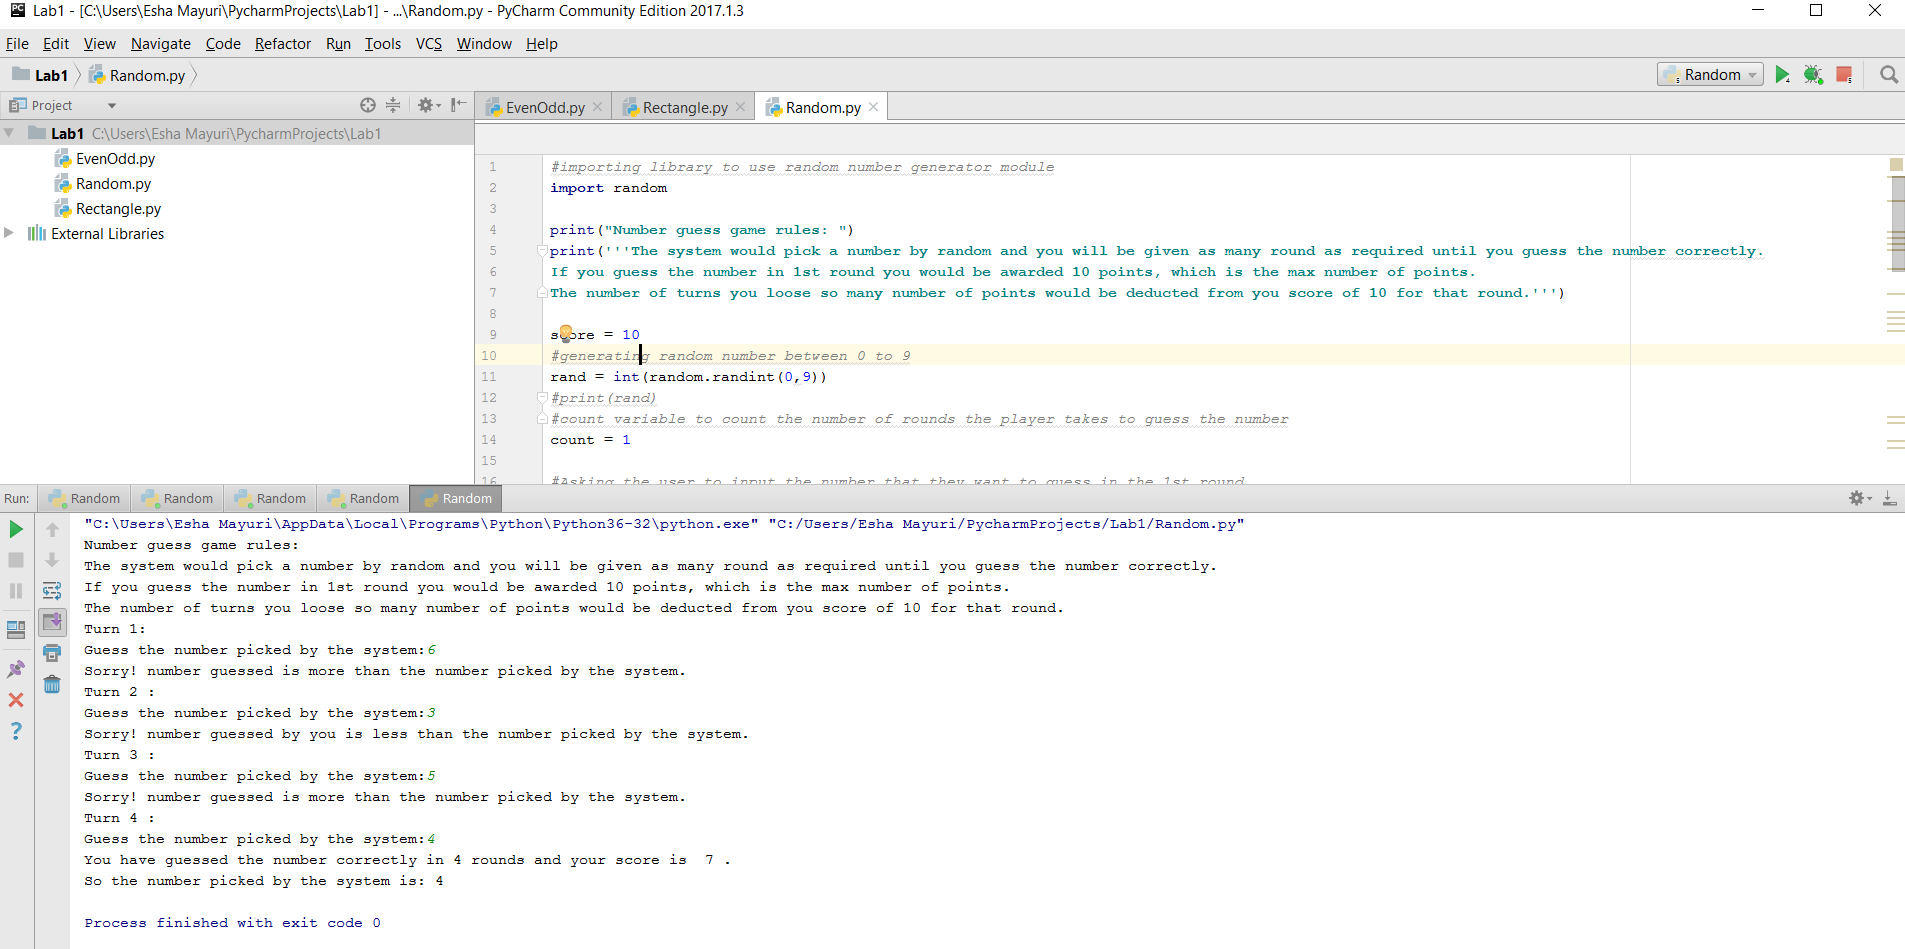 Lab1 - [C:\Users\Esha Mayuri\PycharmProjects\Lab1] - ...\Random.py - PyCharm Community Edition 2017.1.3
File Edit View Navigate Code Refactor Run Tools VCS Window Help
Lab1 Random.py Random
Project EvenOdd.py Rectangle.py Random.py
Lab1 C:\Users\Esha Mayuri\PycharmProjects\Lab1
EvenOdd.py
Random.py
Rectangle.py
External Libraries
1 #importing library to use random number generator module
2 import random
3
4 print("Number guess game rules: ")
5 print('''The system would pick a number by random and you will be given as many round as required until you guess the number correctly.
6 If you guess the number in 1st round you would be awarded 10 points, which is the max number of points.
7 The number of turns you loose so many number of points would be deducted from you score of 10 for that round.''')
8
9 score = 10
10 #generating random number between 0 to 9
11 rand = int(random.randint(0,9))
12 #print(rand)
13 #count variable to count the number of rounds the player takes to guess the number
14 count = 1
15
16 #Asking the user to input the number that they want to guess in the 1st round
Run: Random Random Random Random Random
"C:\Users\Esha Mayuri\AppData\Local\Programs\Python\Python36-32\python.exe" "C:/Users/Esha Mayuri/PycharmProjects/Lab1/Random.py"
Number guess game rules:
The system would pick a number by random and you will be given as many round as required until you guess the number correctly.
If you guess the number in 1st round you would be awarded 10 points, which is the max number of points.
The number of turns you loose so many number of points would be deducted from you score of 10 for that round.
Turn 1:
Guess the number picked by the system:6
Sorry! number guessed is more than the number picked by the system.
Turn 2 :
Guess the number picked by the system:3
Sorry! number guessed by you is less than the number picked by the system.
Turn 3 :
Guess the number picked by the system:5
Sorry! number guessed is more than the number picked by the system.
Turn 4 :
Guess the number picked by the system:4
You have guessed the number correctly in 4 rounds and your score is  7 .
So the number picked by the system is: 4
Process finished with exit code 0